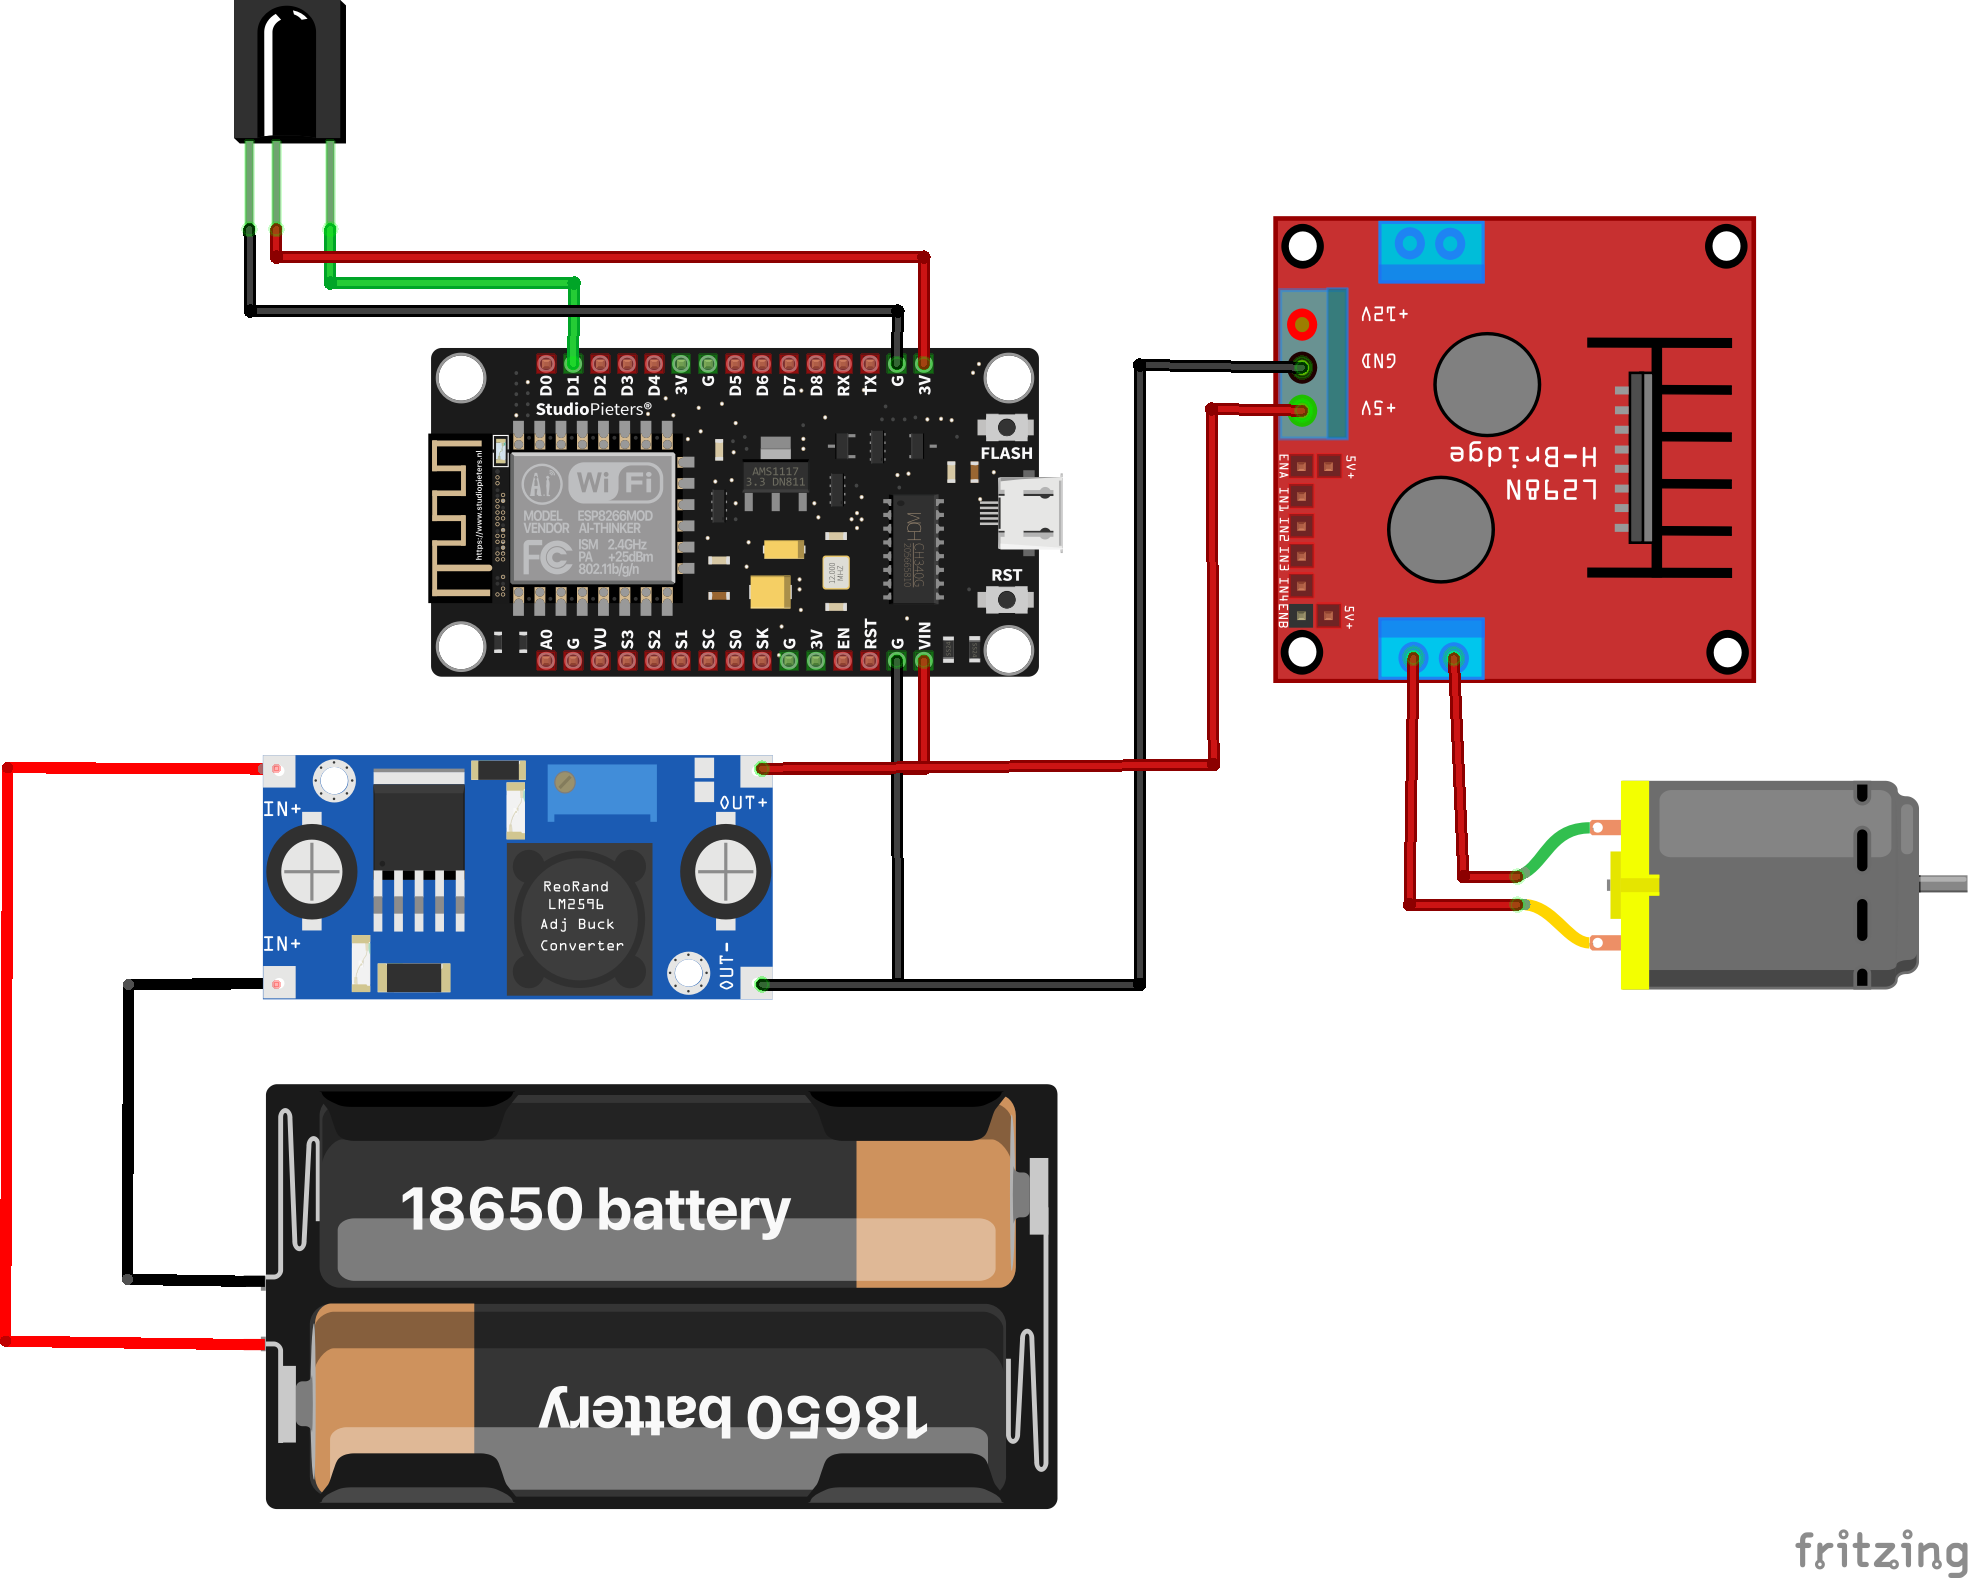 D0 D1 D2 D3 D4 3V G D5 D6 D7 D8 RX TX G 3V
StudioPieters®
https://www.studiopieters.nl
Ai WiFi
MODEL ESP8266MOD
VENDOR AI-THINKER
FC ISM 2.4GHz
PA +25dBm
802.11b/g/n
AMS1117
3.3 DN811
12.000
MHZ
CH340G
FLASH
RST
A0 G VU S3 S2 S1 SC S0 SK G 3V EN RST G VIN
+12V
GND
+5V
H-Bridge
L298N
ENA IN1 IN2 IN3 IN4 ENB
5V+
5V+
IN+
IN+
OUT+
OUT-
ReoRand
LM2596
Adj Buck
Converter
18650 battery
18650 battery
fritzing